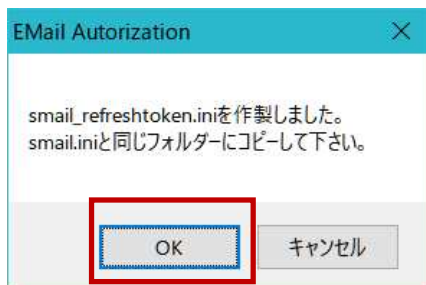 EMail Autorization
smail_refreshtoken.iniを作製しました。
smail.iniと同じフォルダーにコピーして下さい。
OK
キャンセル